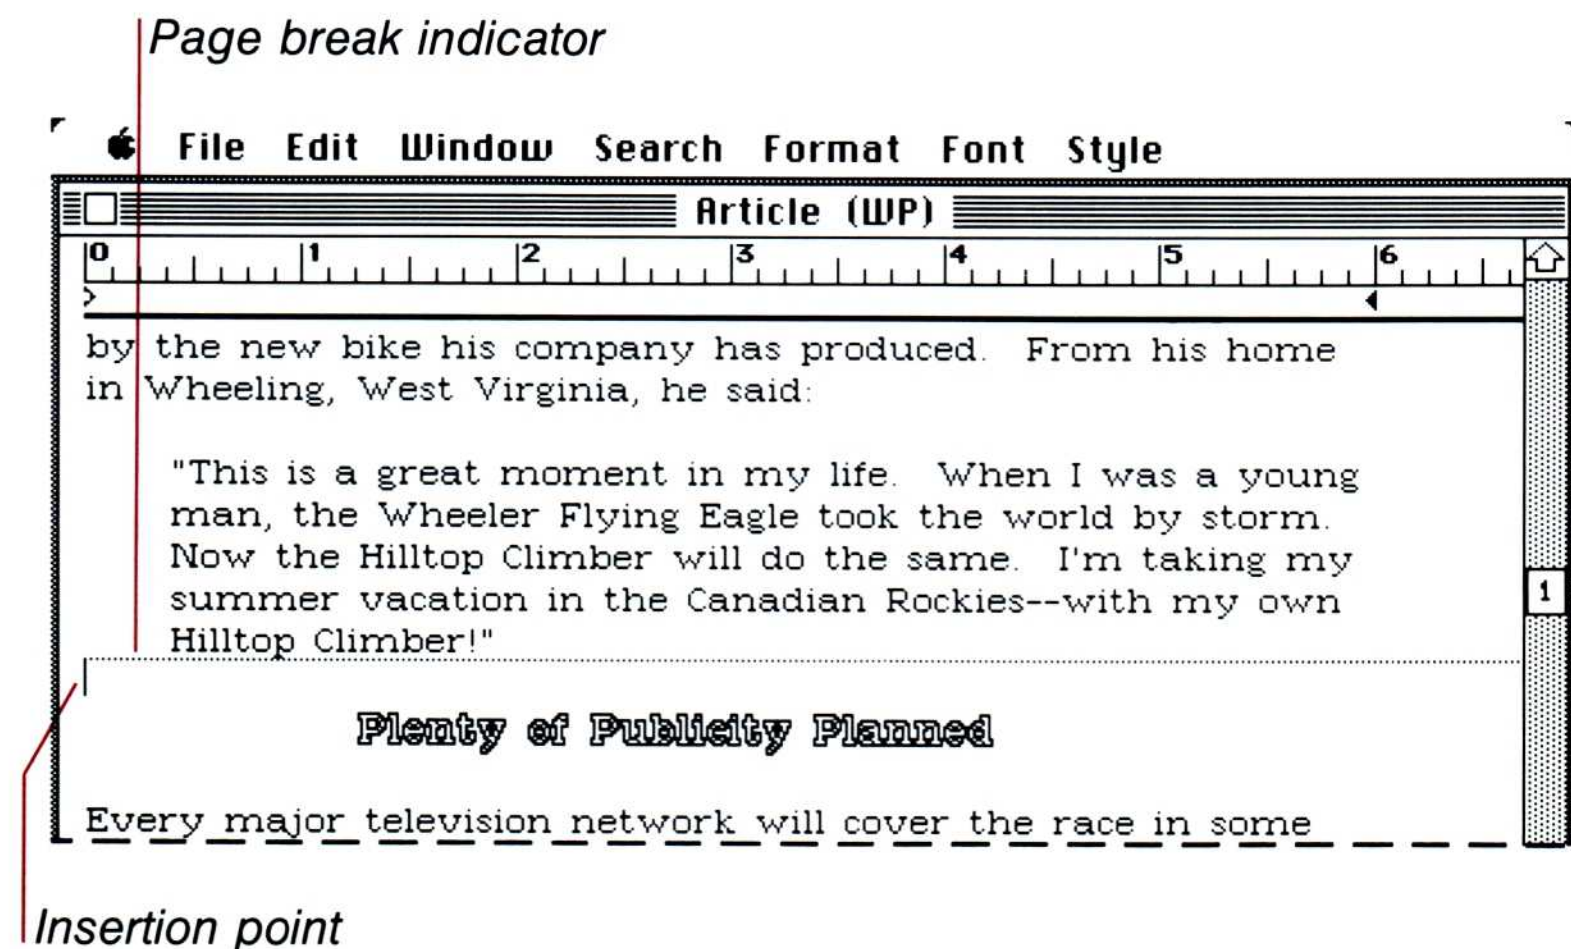 Page break indicator
File Edit Window Search Format Font Style
Article (WP)
0 1 2 3 4 5 6
by the new bike his company has produced.  From his home
in Wheeling, West Virginia, he said:
"This is a great moment in my life.  When I was a young
man, the Wheeler Flying Eagle took the world by storm.
Now the Hilltop Climber will do the same.  I'm taking my
summer vacation in the Canadian Rockies--with my own
1
Hilltop Climber!"
Plenty of Publicity Planned
Every major television network will cover the race in some
Insertion point